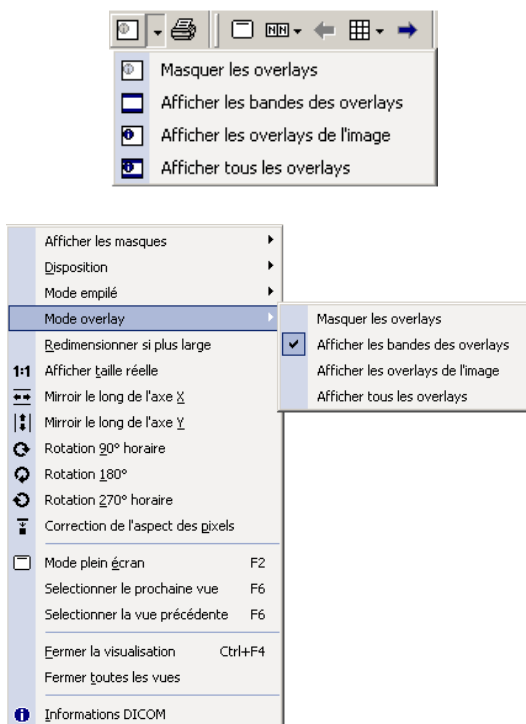 Masquer les overlays
Afficher les bandes des overlays
Afficher les overlays de l'image
Afficher tous les overlays
Afficher les masques
Disposition
Mode empilé
Mode overlay
Masquer les overlays
Redimensionner si plus large
Afficher les bandes des overlays
1:1 Afficher taille réelle
Afficher les overlays de l'image
Mirroir le long de l'axe X
Afficher tous les overlays
Mirroir le long de l'axe Y
Rotation 90° horaire
Rotation 180°
Rotation 270° horaire
Correction de l'aspect des pixels
Mode plein écran F2
Selectionner le prochaine vue F6
Selectionner la vue précédente F6
Fermer la visualisation Ctrl+F4
Fermer toutes les vues
Informations DICOM